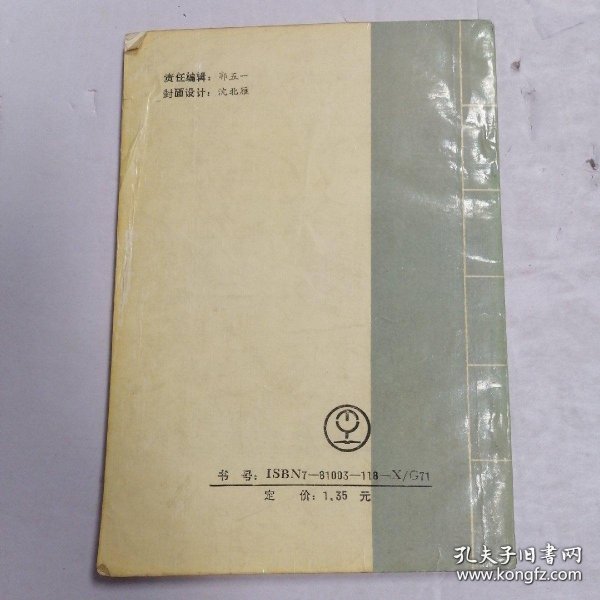 责任编辑：郭五一
封面设计：沈北雁
书 号：ISBN7—81003—118—X/G71
定 价：1.35 元
孔夫子旧书网
www.kongfz.com